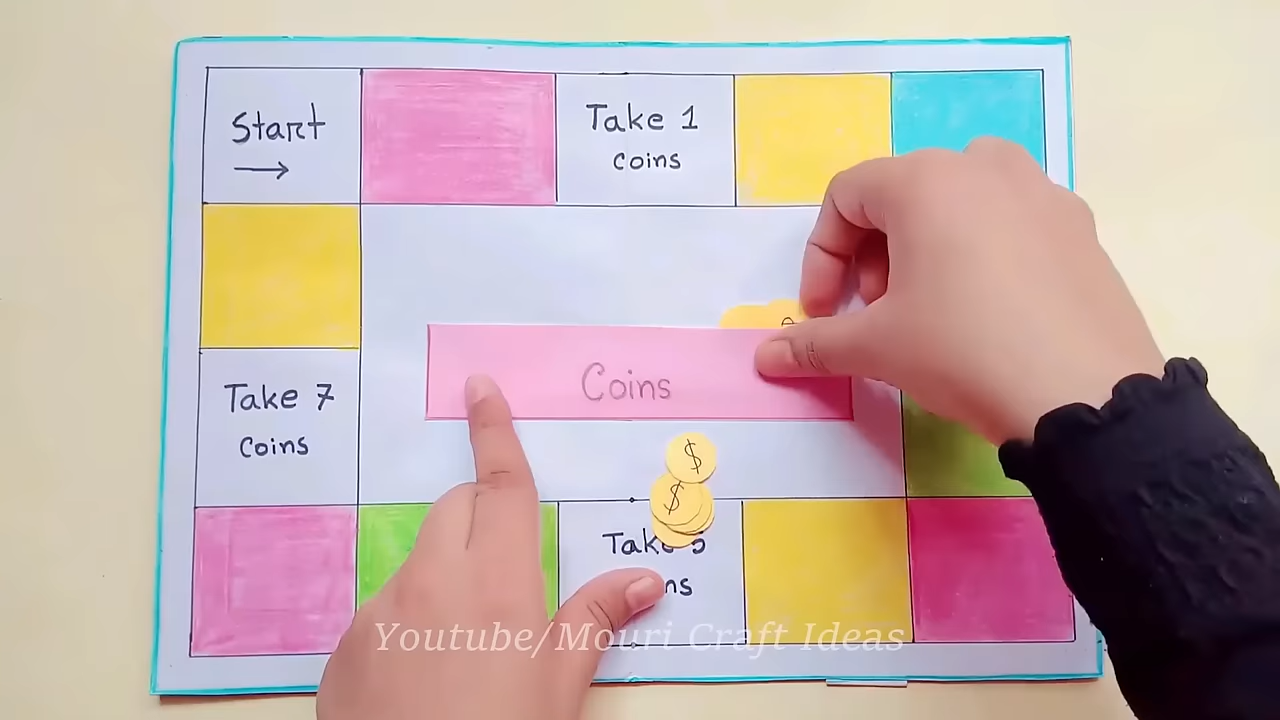 Start
→
Take 1
coins
Take 7
Coins
Coins
$
$
Youtube/Mouri Craft Ideas